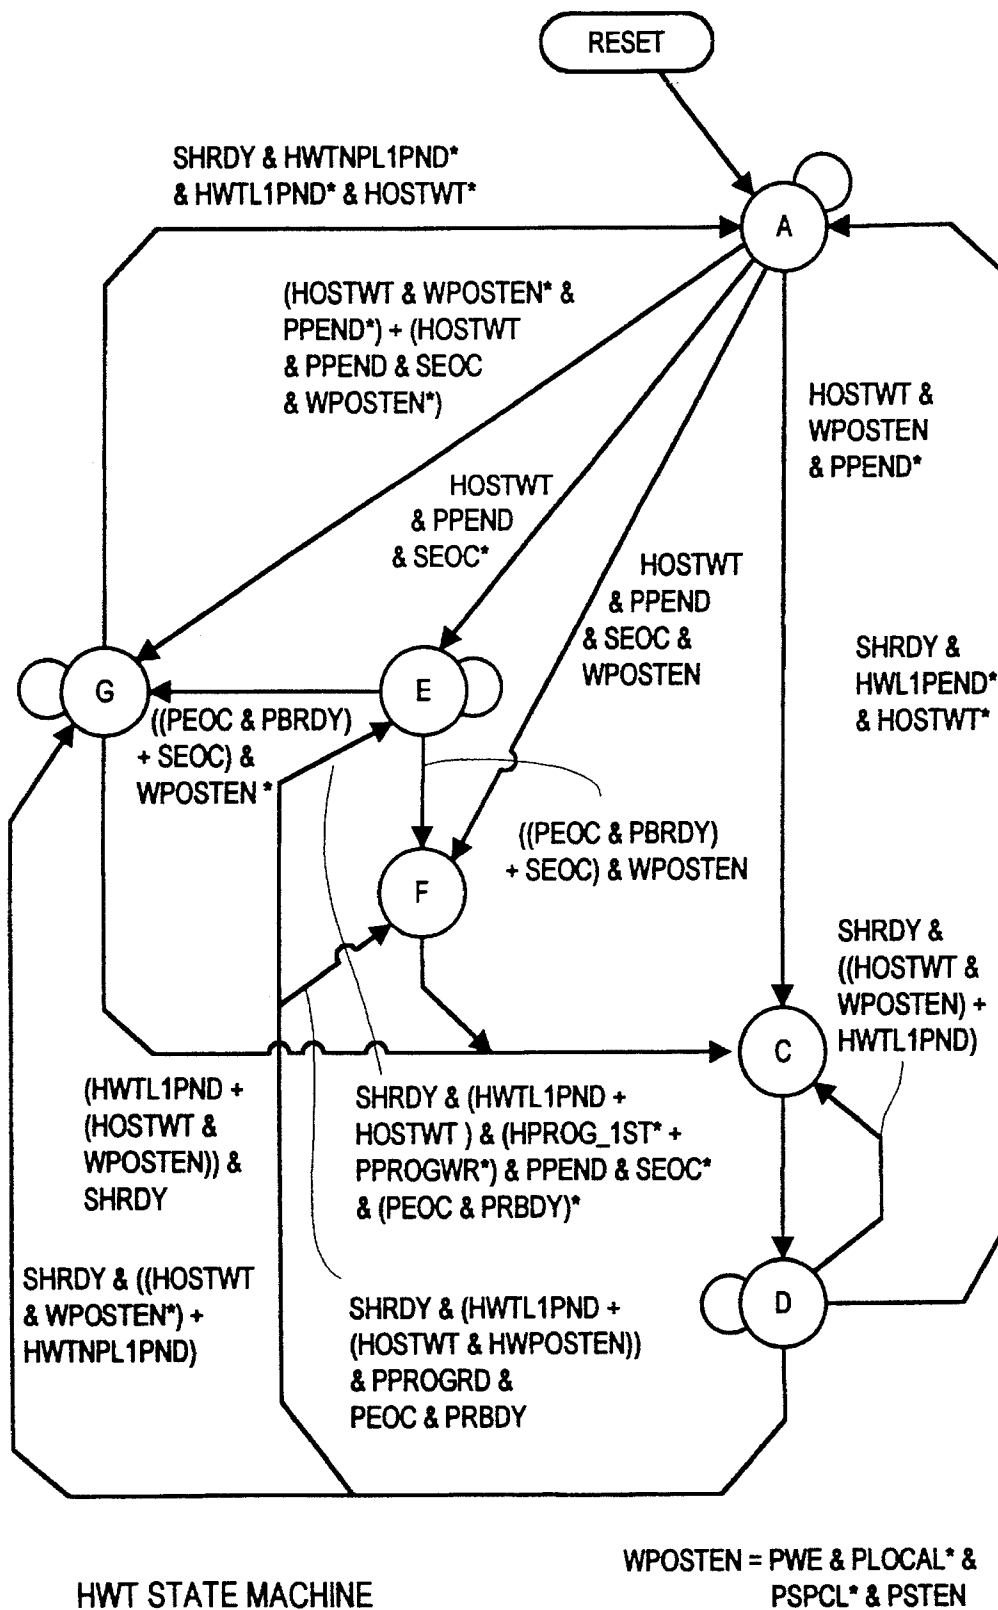 RESET
SHRDY & HWTNPL1PND*
& HWTL1PND* & HOSTWT*
A
(HOSTWT & WPOSTEN* &
PPEND*) + (HOSTWT
& PPEND & SEOC
& WPOSTEN*)
HOSTWT &
WPOSTEN
& PPEND*
HOSTWT
& PPEND
& SEOC*
HOSTWT
& PPEND
& SEOC &
WPOSTEN
SHRDY &
HWL1PEND*
& HOSTWT*
G
E
((PEOC & PBRDY)
+ SEOC) &
WPOSTEN *
((PEOC & PBRDY)
+ SEOC) & WPOSTEN
F
SHRDY &
((HOSTWT &
WPOSTEN) +
HWTL1PND)
C
(HWTL1PND +
(HOSTWT &
WPOSTEN)) &
SHRDY
SHRDY & (HWTL1PND +
HOSTWT ) & (HPROG_1ST* +
PPROGWR*) & PPEND & SEOC*
& (PEOC & PRBDY)*
SHRDY & ((HOSTWT
& WPOSTEN*) +
HWTNPL1PND)
SHRDY & (HWTL1PND +
(HOSTWT & HWPOSTEN))
& PPROGRD &
PEOC & PRBDY
D
WPOSTEN = PWE & PLOCAL* &
PSPCL* & PSTEN
HWT STATE MACHINE